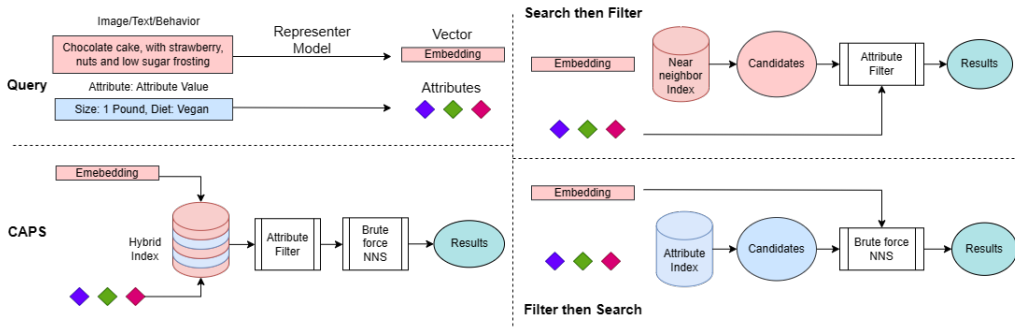 Image/Text/Behavior
Chocolate cake, with strawberry,
nuts and low sugar frosting
Representer
Model
Vector
Embedding
Query
Attribute: Attribute Value
Size: 1 Pound, Diet: Vegan
Attributes
Search then Filter
Embedding
Near
neighbor
Index
Candidates
Attribute
Filter
Results
CAPS
Emebedding
Hybrid
Index
Attribute
Filter
Brute
force
NNS
Results
Embedding
Attribute
Index
Candidates
Brute force
NNS
Results
Filter then Search